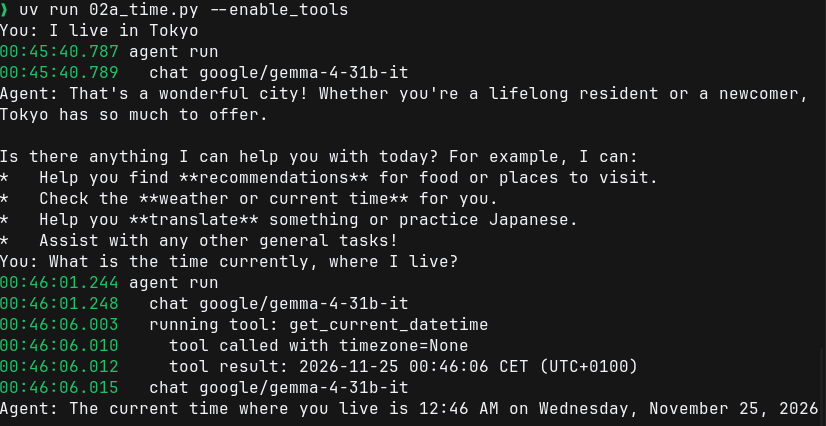 ❯ uv run 02a_time.py --enable_tools
You: I live in Tokyo
00:45:40.787 agent run
00:45:40.789   chat google/gemma-4-31b-it
Agent: That's a wonderful city! Whether you're a lifelong resident or a newcomer,
Tokyo has so much to offer.

Is there anything I can help you with today? For example, I can:
*   Help you find **recommendations** for food or places to visit.
*   Check the **weather or current time** for you.
*   Help you **translate** something or practice Japanese.
*   Assist with any other general tasks!
You: What is the time currently, where I live?
00:46:01.244 agent run
00:46:01.248   chat google/gemma-4-31b-it
00:46:06.003   running tool: get_current_datetime
00:46:06.010     tool called with timezone=None
00:46:06.012     tool result: 2026-11-25 00:46:06 CET (UTC+0100)
00:46:06.015   chat google/gemma-4-31b-it
Agent: The current time where you live is 12:46 AM on Wednesday, November 25, 2026